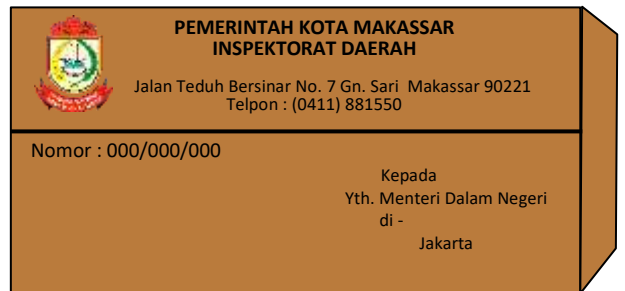 PEMERINTAH KOTA MAKASSAR
INSPEKTORAT DAERAH
Jalan Teduh Bersinar No. 7 Gn. Sari Makassar 90221
Telpon : (0411) 881550
Nomor : 000/000/000
Kepada
Yth. Menteri Dalam Negeri
di -
Jakarta